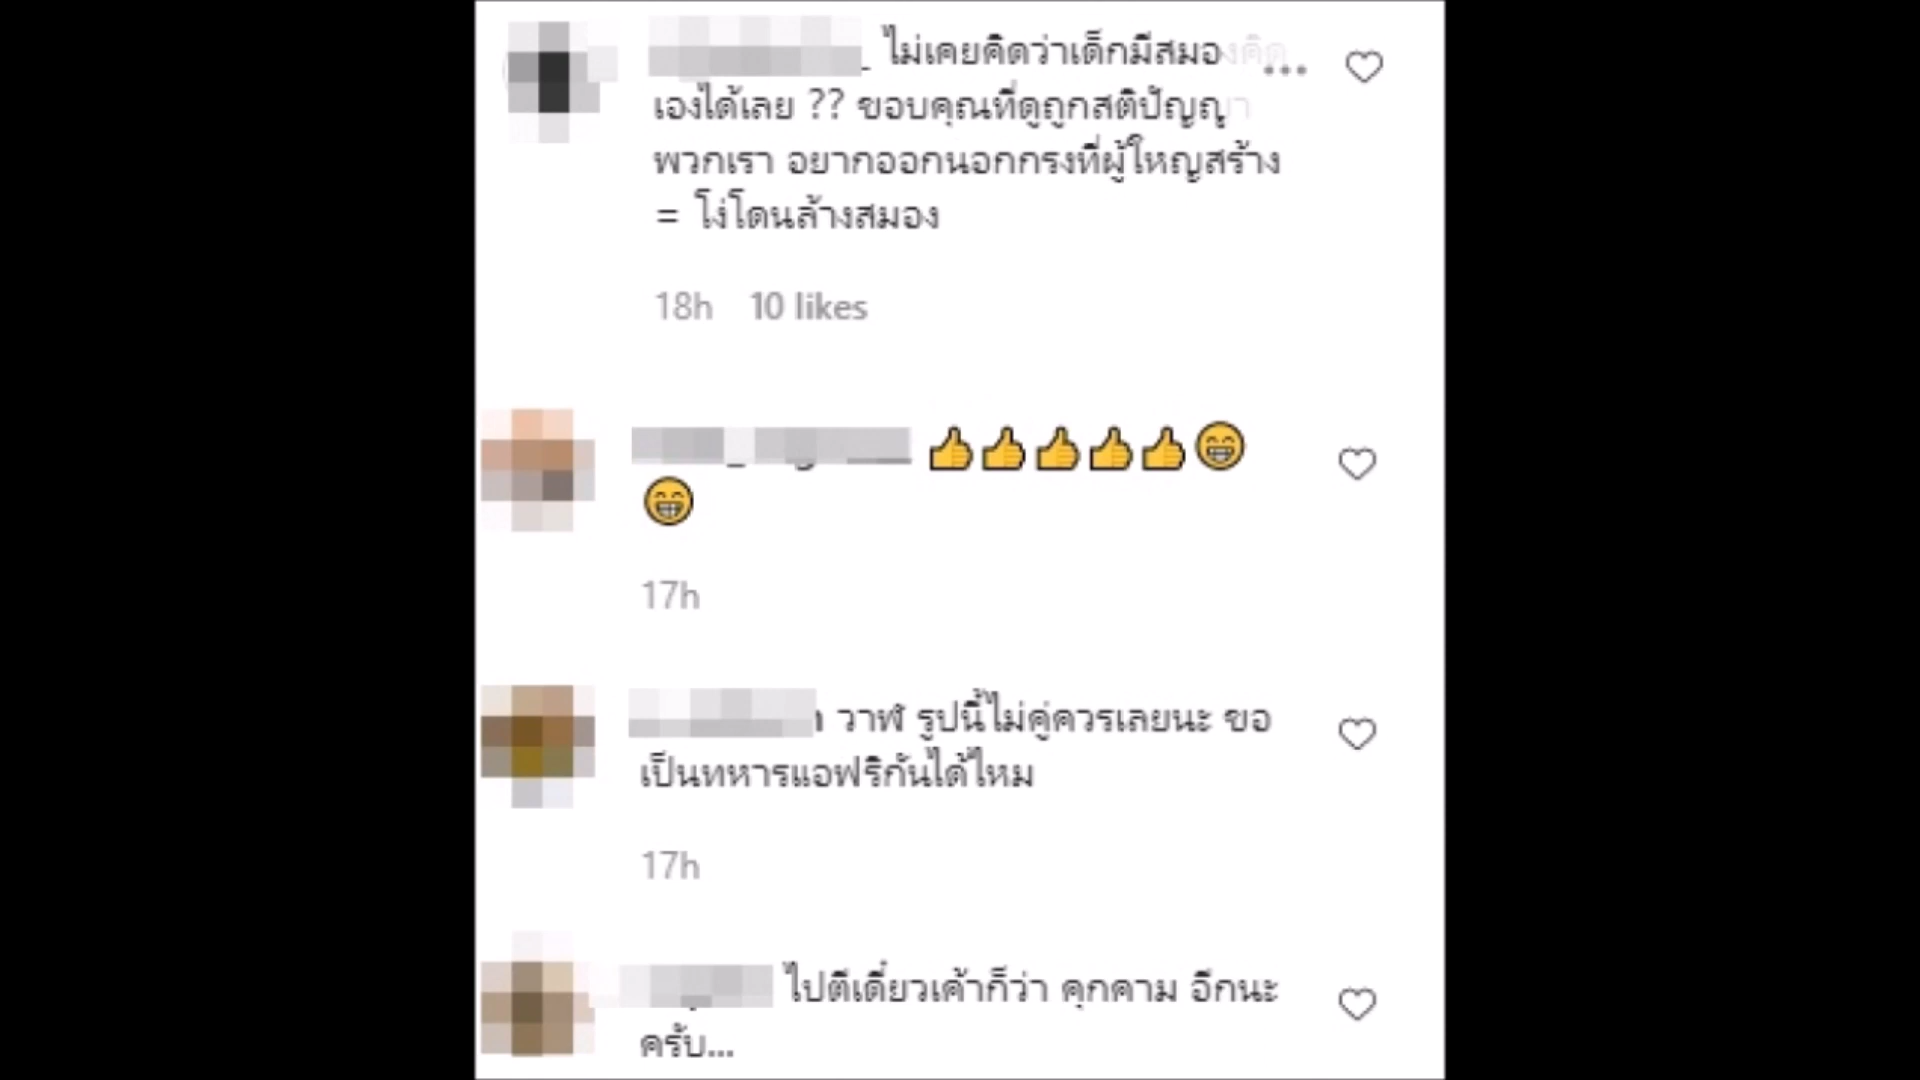 ไม่เคยคิดว่าเด็กมีสมองคิด
เองได้เลย ?? ขอบคุณที่ดูถูกสติปัญญา
พวกเรา อยากออกนอกกรงที่ผู้ใหญ่สร้าง
= โง่โดนล้างสมอง
18h 10 likes
👍👍👍👍👍😁
😁
17h
วาฬ รูปนี้ไม่คู่ควรเลยนะ ขอ
เป็นทหารแอฟริกันได้ไหม
17h
ไปตีเดี่ยวเค้าก็ว่า คุกคาม อีกนะ
ครั้บ...